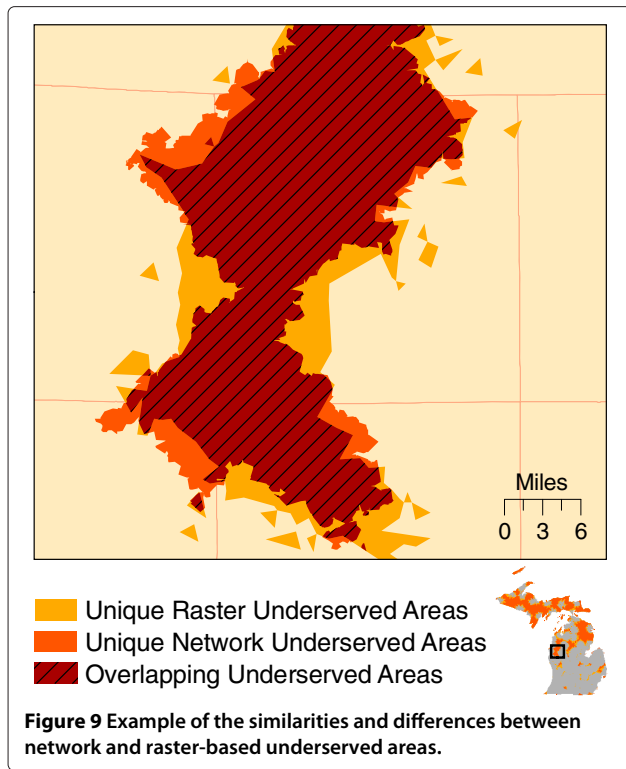 Miles
0 3 6
Unique Raster Underserved Areas
Unique Network Underserved Areas
Overlapping Underserved Areas
Figure 9 Example of the similarities and differences between
network and raster-based underserved areas.